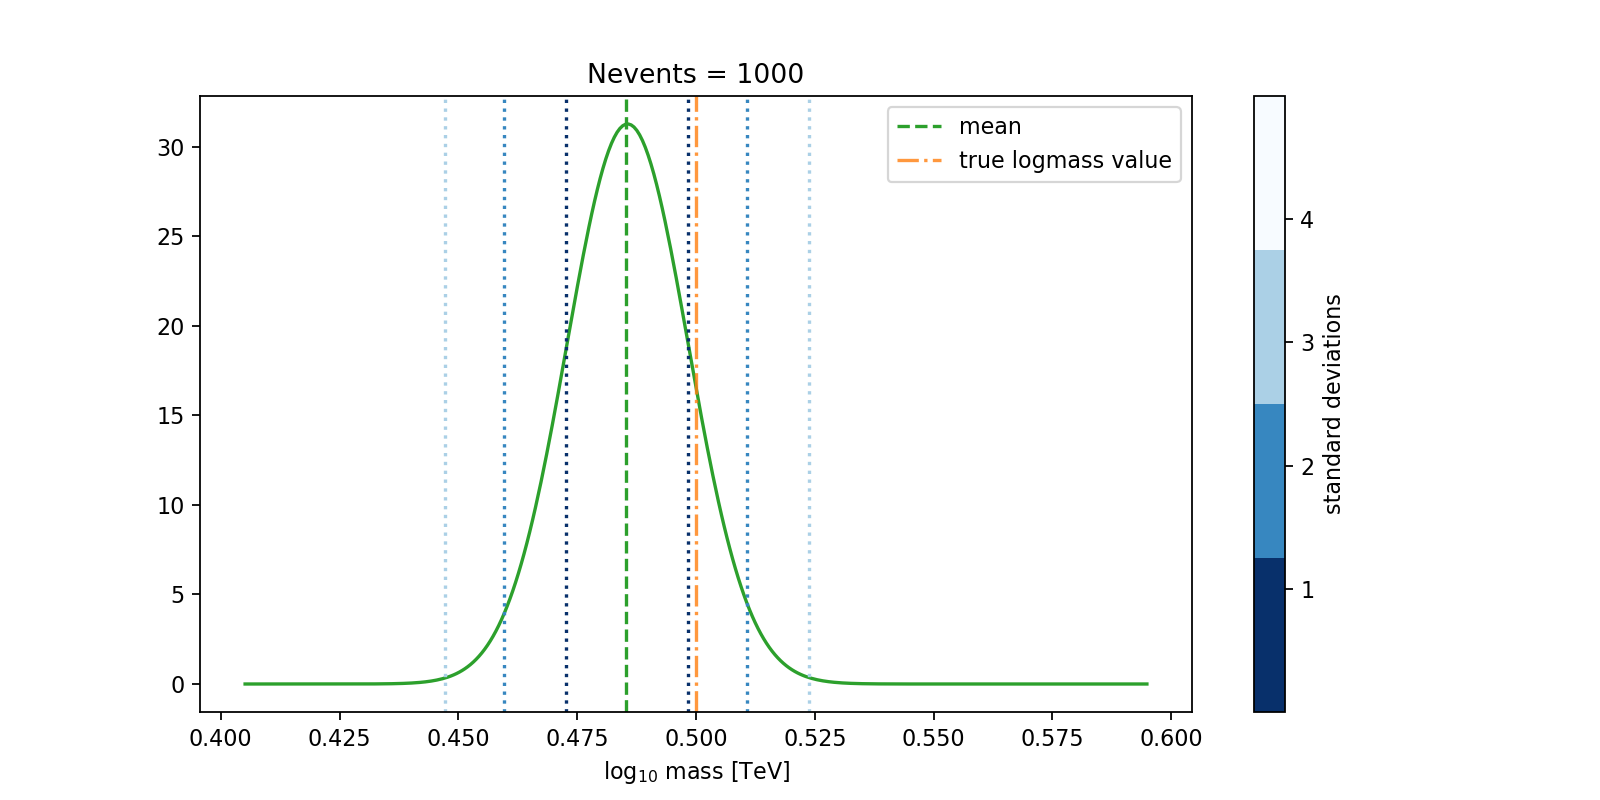 Nevents = 1000
30
25
20
15
10
5
0
mean
true logmass value
0.400 0.425 0.450 0.475 0.500 0.525 0.550 0.575 0.600
log₁₀ mass [TeV]
4
3
2
1
standard deviations